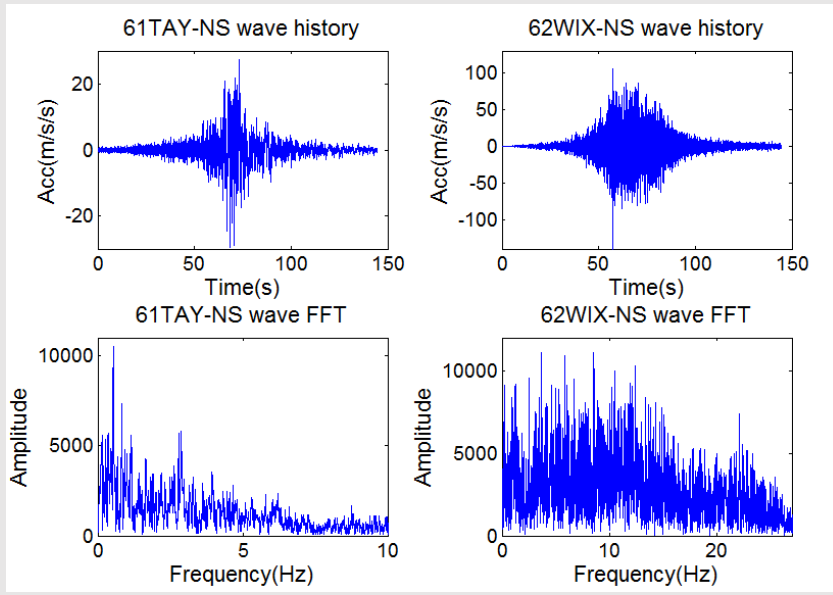 61TAY-NS wave history
20
0
-20
Acc(m/s/s)
0 50 100 150
Time(s)
62WIX-NS wave history
100
50
0
-50
-100
Acc(m/s/s)
0 50 100 150
Time(s)
61TAY-NS wave FFT
10000
5000
0
Amplitude
0 5 10
Frequency(Hz)
62WIX-NS wave FFT
10000
5000
0
Amplitude
0 10 20
Frequency(Hz)